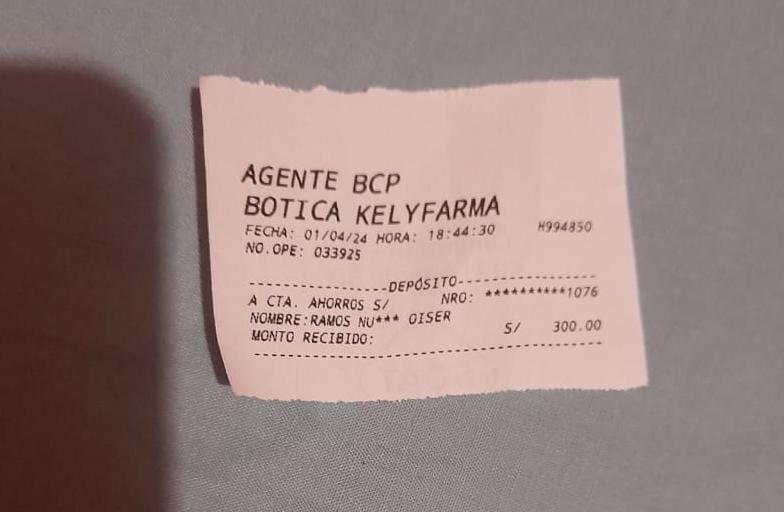 AGENTE BCP
BOTICA KELYFARMA
FECHA: 01/04/24 HORA: 18:44:30 H994850
NO.OPE: 033925
--------------------DEPÓSITO--------------------
A CTA. AHORROS S/ NRO: **********1076
NOMBRE:RAMOS NU*** OISER
MONTO RECIBIDO: S/ 300.00